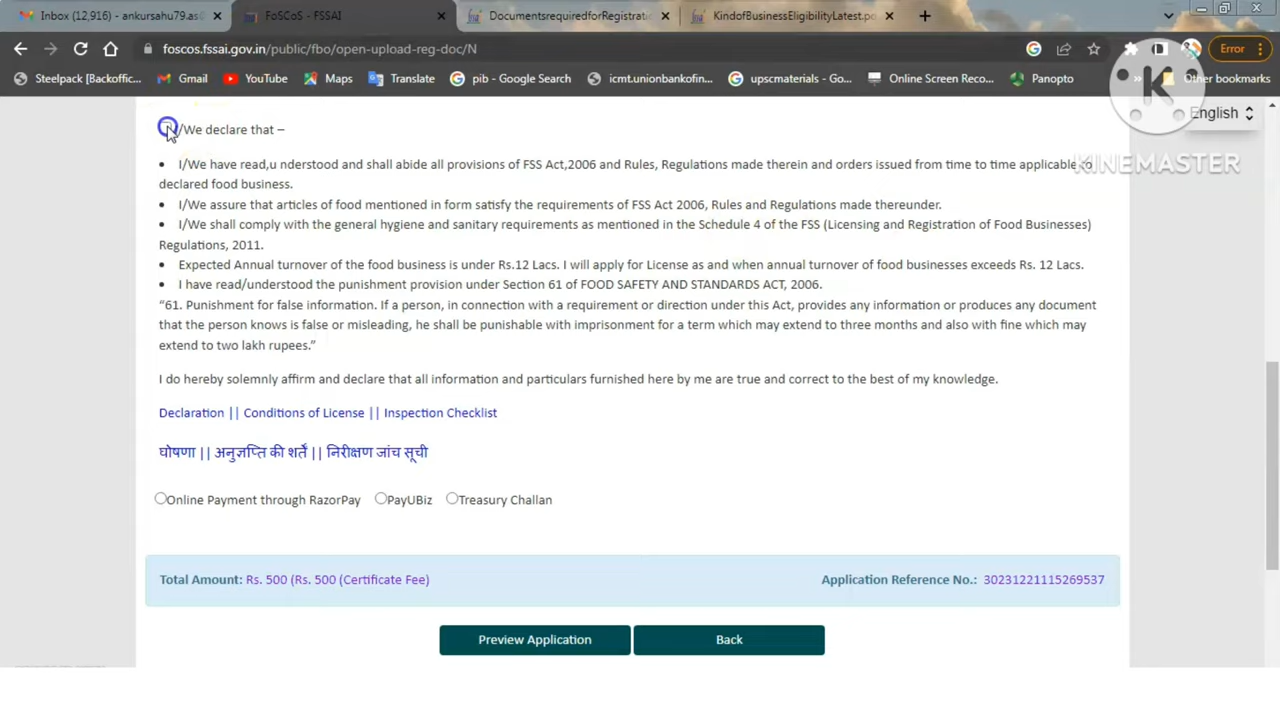 Inbox (12,916) - ankursahu79.as
FoSCoS - FSSAI
DocumentsrequiredforRegistrati
KindofBusinessEligibilityLatest.p
foscos.fssai.gov.in/public/fbo/open-upload-reg-doc/N
Error
Steelpack [Backoffic...
Gmail
YouTube
Maps
Translate
pib - Google Search
icmt.unionbankofin...
upscmaterials - Go...
Online Screen Reco...
Panopto
»
Other bookmarks
K
English
KINEMASTER
/We declare that –
• I/We have read,u nderstood and shall abide all provisions of FSS Act,2006 and Rules, Regulations made therein and orders issued from time to time applicable to
declared food business.
• I/We assure that articles of food mentioned in form satisfy the requirements of FSS Act 2006, Rules and Regulations made thereunder.
• I/We shall comply with the general hygiene and sanitary requirements as mentioned in the Schedule 4 of the FSS (Licensing and Registration of Food Businesses)
Regulations, 2011.
• Expected Annual turnover of the food business is under Rs.12 Lacs. I will apply for License as and when annual turnover of food businesses exceeds Rs. 12 Lacs.
• I have read/understood the punishment provision under Section 61 of FOOD SAFETY AND STANDARDS ACT, 2006.
“61. Punishment for false information. If a person, in connection with a requirement or direction under this Act, provides any information or produces any document
that the person knows is false or misleading, he shall be punishable with imprisonment for a term which may extend to three months and also with fine which may
extend to two lakh rupees.”
I do hereby solemnly affirm and declare that all information and particulars furnished here by me are true and correct to the best of my knowledge.
Declaration || Conditions of License || Inspection Checklist
घोषणा || अनुज्ञप्ति की शर्तें || निरीक्षण जांच सूची
Online Payment through RazorPay PayUBiz Treasury Challan
Total Amount: Rs. 500 (Rs. 500 (Certificate Fee)
Application Reference No.: 30231221115269537
Preview Application
Back